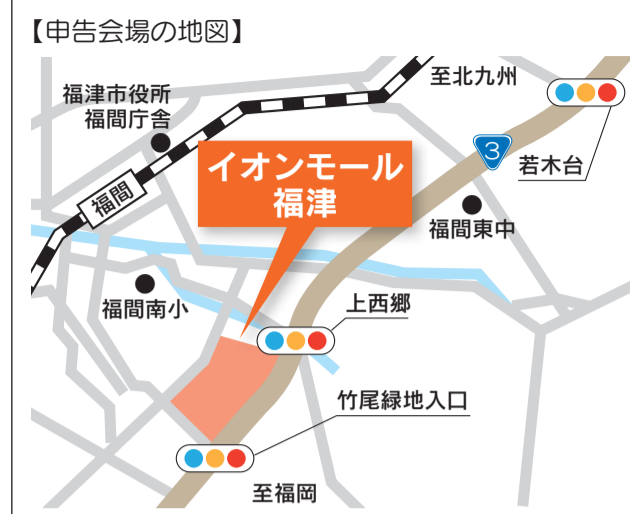 【申告会場の地図】
至北九州
福津市役所
福間庁舎
3
若木台
イオンモール
福津
福間
福間東中
福間南小
上西郷
竹尾緑地入口
至福岡